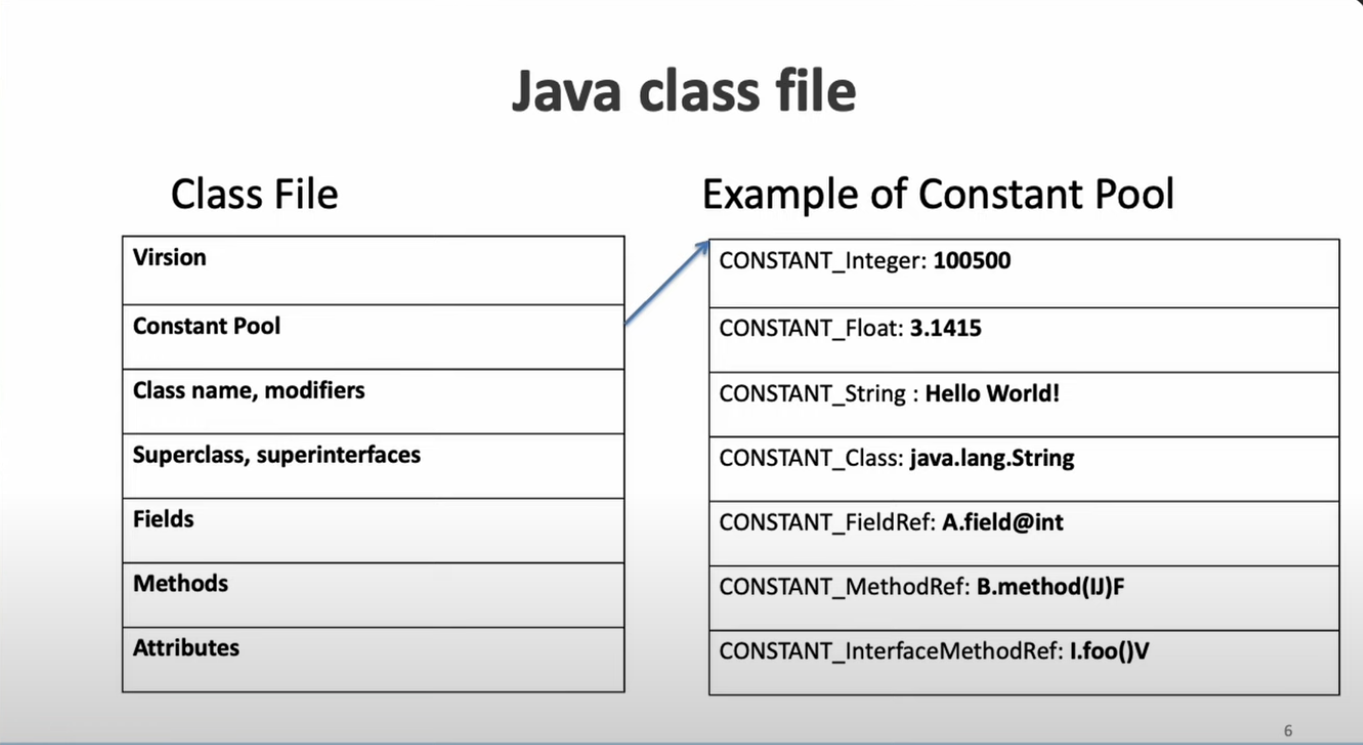 Java class file
Class File
Virsion
Constant Pool
Class name, modifiers
Superclass, superinterfaces
Fields
Methods
Attributes
Example of Constant Pool
CONSTANT_Integer: 100500
CONSTANT_Float: 3.1415
CONSTANT_String : Hello World!
CONSTANT_Class: java.lang.String
CONSTANT_FieldRef: A.field@int
CONSTANT_MethodRef: B.method(IJ)F
CONSTANT_InterfaceMethodRef: I.foo()V
6